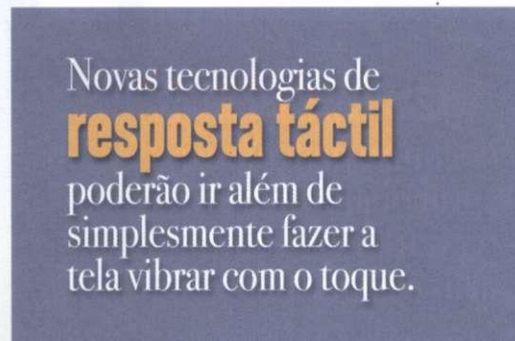 Novas tecnologias de
resposta táctil
poderão ir além de
simplesmente fazer a
tela vibrar com o toque.